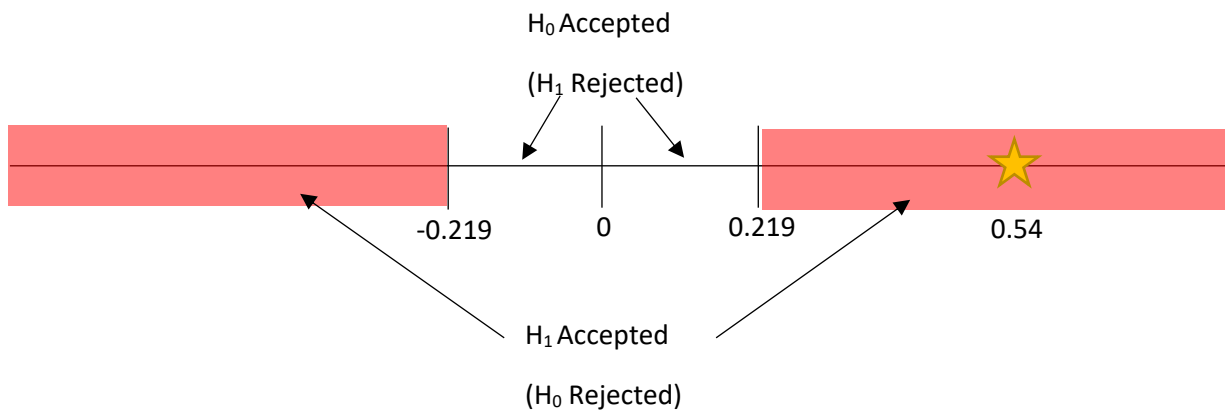 H₀ Accepted
(H₁ Rejected)
-0.219
0
0.219
0.54
H₁ Accepted
(H₀ Rejected)